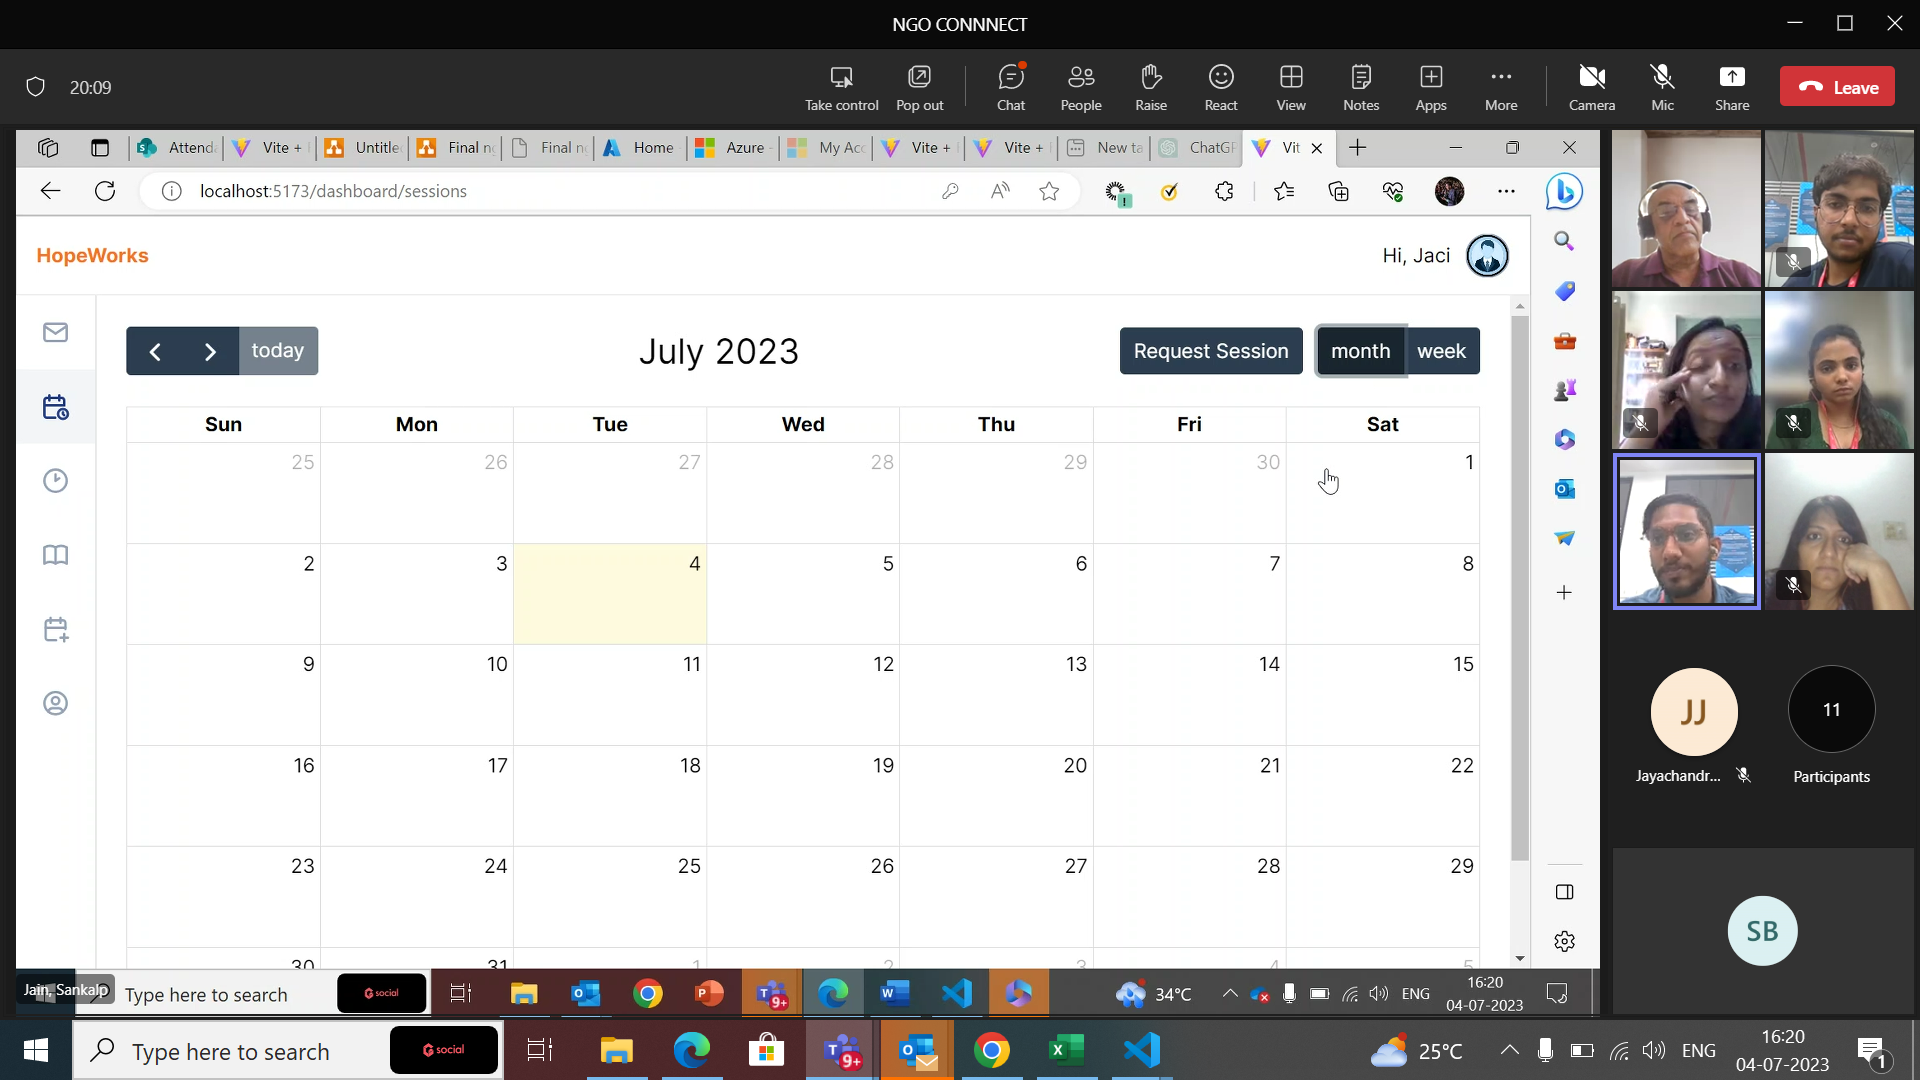 NGO CONNNECT
20:09
Take control
Pop out
Chat
People
Raise
React
View
Notes
Apps
More
Camera
Mic
Share
Leave
Attend
Vite +
Untitle
Final n
Final n
Home
Azure -
My Acc
Vite +
Vite +
New ta
ChatGP
Vit
localhost:5173/dashboard/sessions
HopeWorks
Hi, Jaci
today
July 2023
Request Session
month
week
Sun Mon Tue Wed Thu Fri Sat
25 26 27 28 29 30 1
2 3 4 5 6 7 8
9 10 11 12 13 14 15
16 17 18 19 20 21 22
23 24 25 26 27 28 29
30 31 1 2 3 4 5
JJ
Jayachandr...
11
Participants
SB
Jain, Sankalp
Type here to search
social
9+
34°C
ENG
16:20
04-07-2023
Type here to search
social
9+
25°C
ENG
16:20
04-07-2023
1